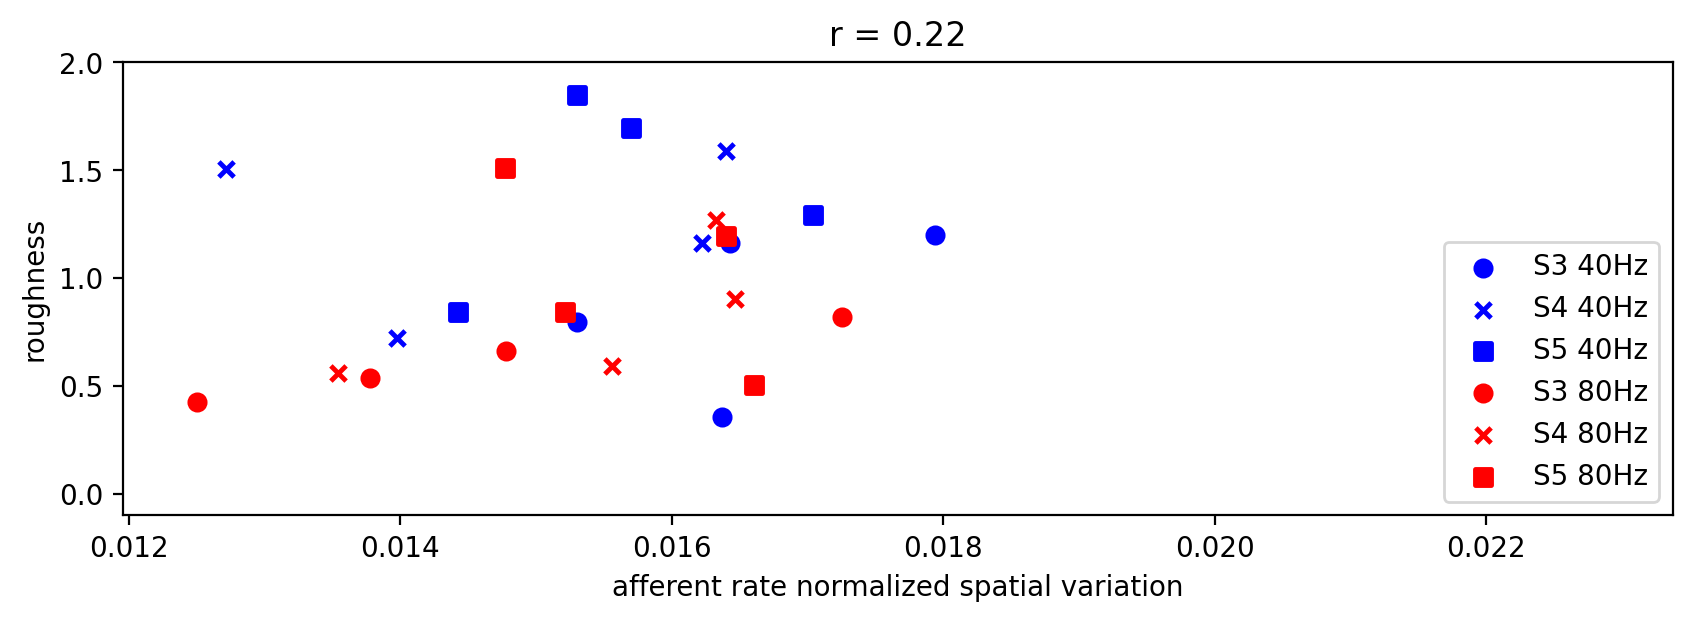 r = 0.22
2.0
1.5
1.0
0.5
0.0
roughness
0.012
0.014
0.016
0.018
0.020
0.022
afferent rate normalized spatial variation
S3 40Hz
S4 40Hz
S5 40Hz
S3 80Hz
S4 80Hz
S5 80Hz